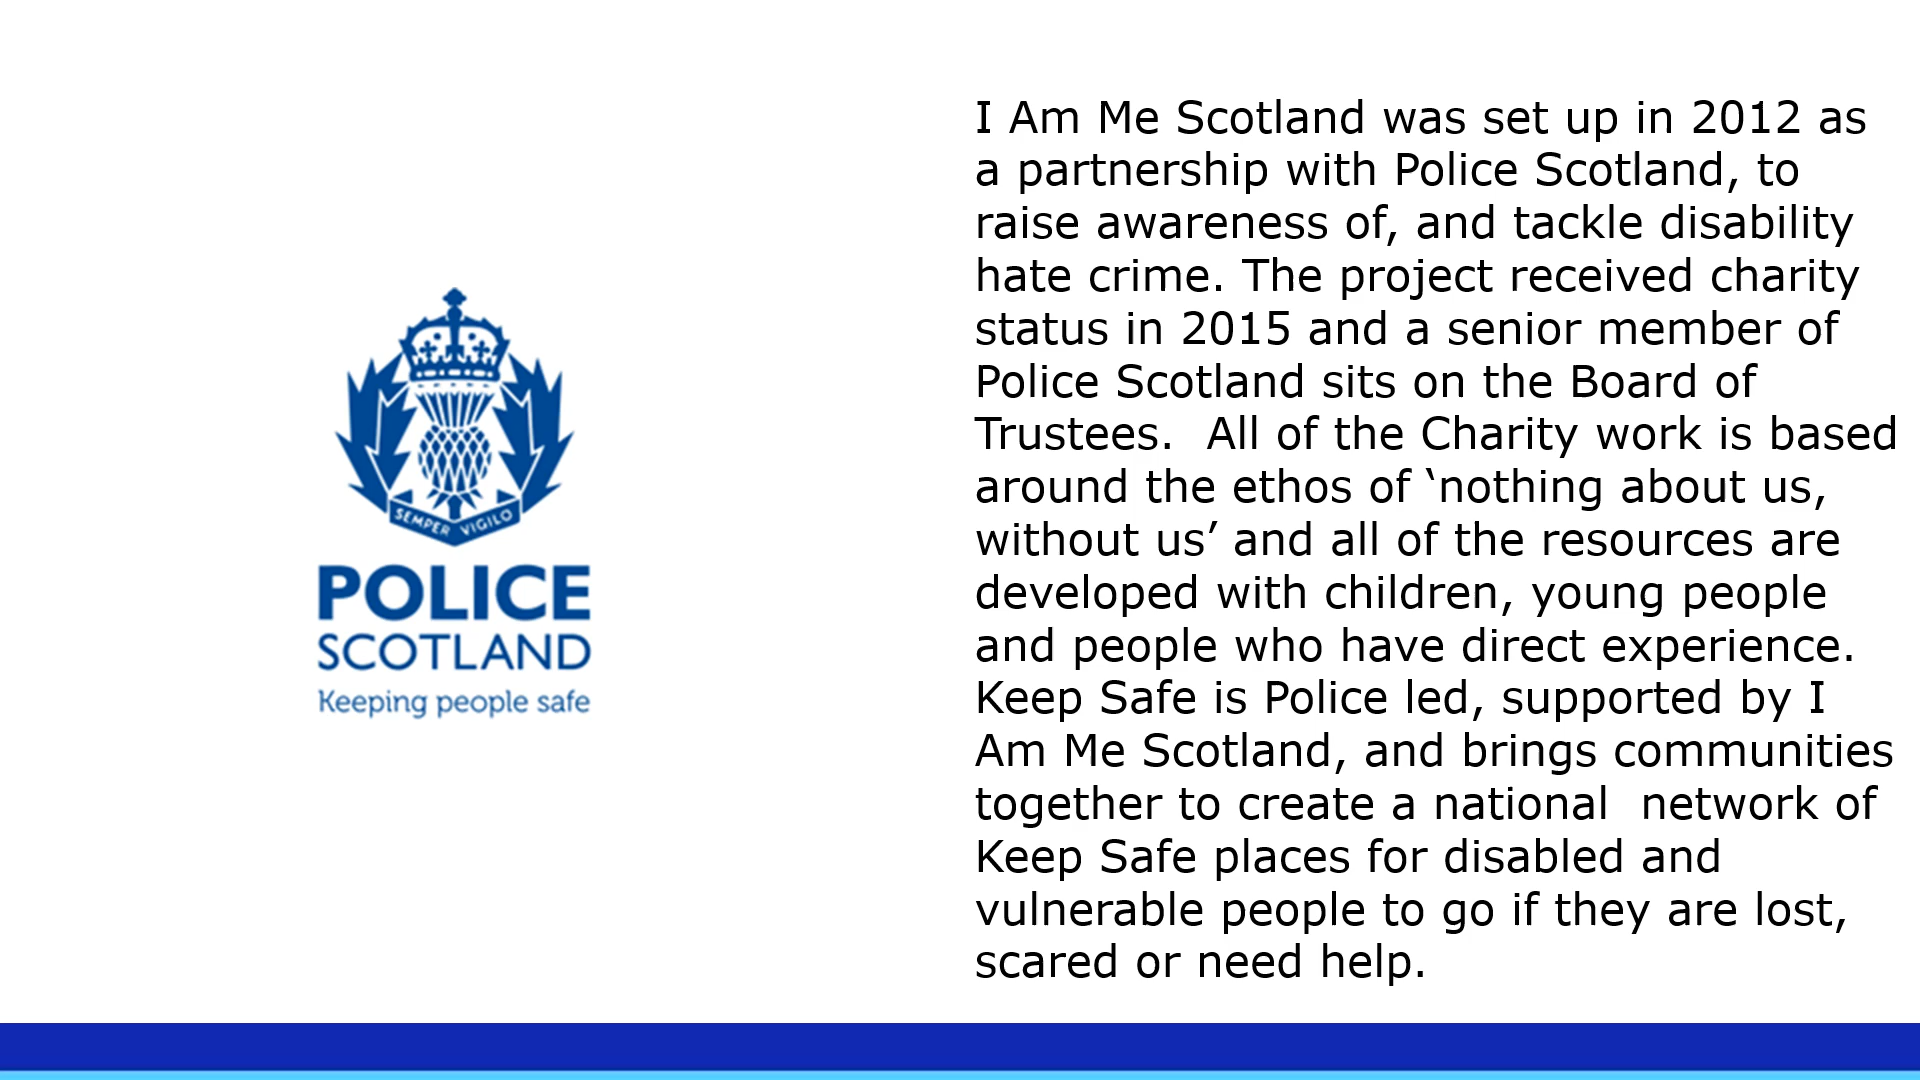 SEMPER VIGILO
POLICE
SCOTLAND
Keeping people safe
I Am Me Scotland was set up in 2012 as
a partnership with Police Scotland, to
raise awareness of, and tackle disability
hate crime. The project received charity
status in 2015 and a senior member of
Police Scotland sits on the Board of
Trustees.  All of the Charity work is based
around the ethos of ‘nothing about us,
without us’ and all of the resources are
developed with children, young people
and people who have direct experience.
Keep Safe is Police led, supported by I
Am Me Scotland, and brings communities
together to create a national  network of
Keep Safe places for disabled and
vulnerable people to go if they are lost,
scared or need help.